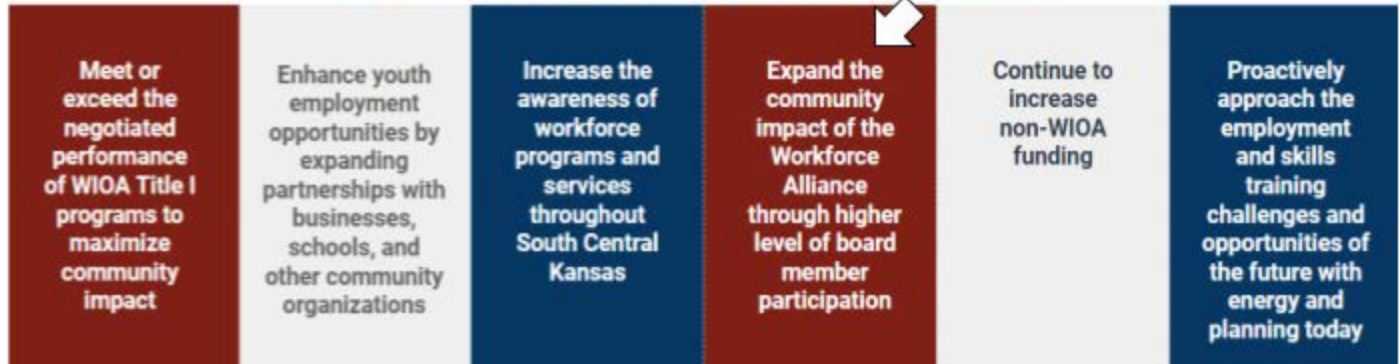 Meet or
exceed the
negotiated
performance
of WIOA Title I
programs to
maximize
community
impact
Enhance youth
employment
opportunities by
expanding
partnerships with
businesses,
schools, and
other community
organizations
Increase the
awareness of
workforce
programs and
services
throughout
South Central
Kansas
Expand the
community
impact of the
Workforce
Alliance
through higher
level of board
member
participation
Continue to
increase
non-WIOA
funding
Proactively
approach the
employment
and skills
training
challenges and
opportunities of
the future with
energy and
planning today